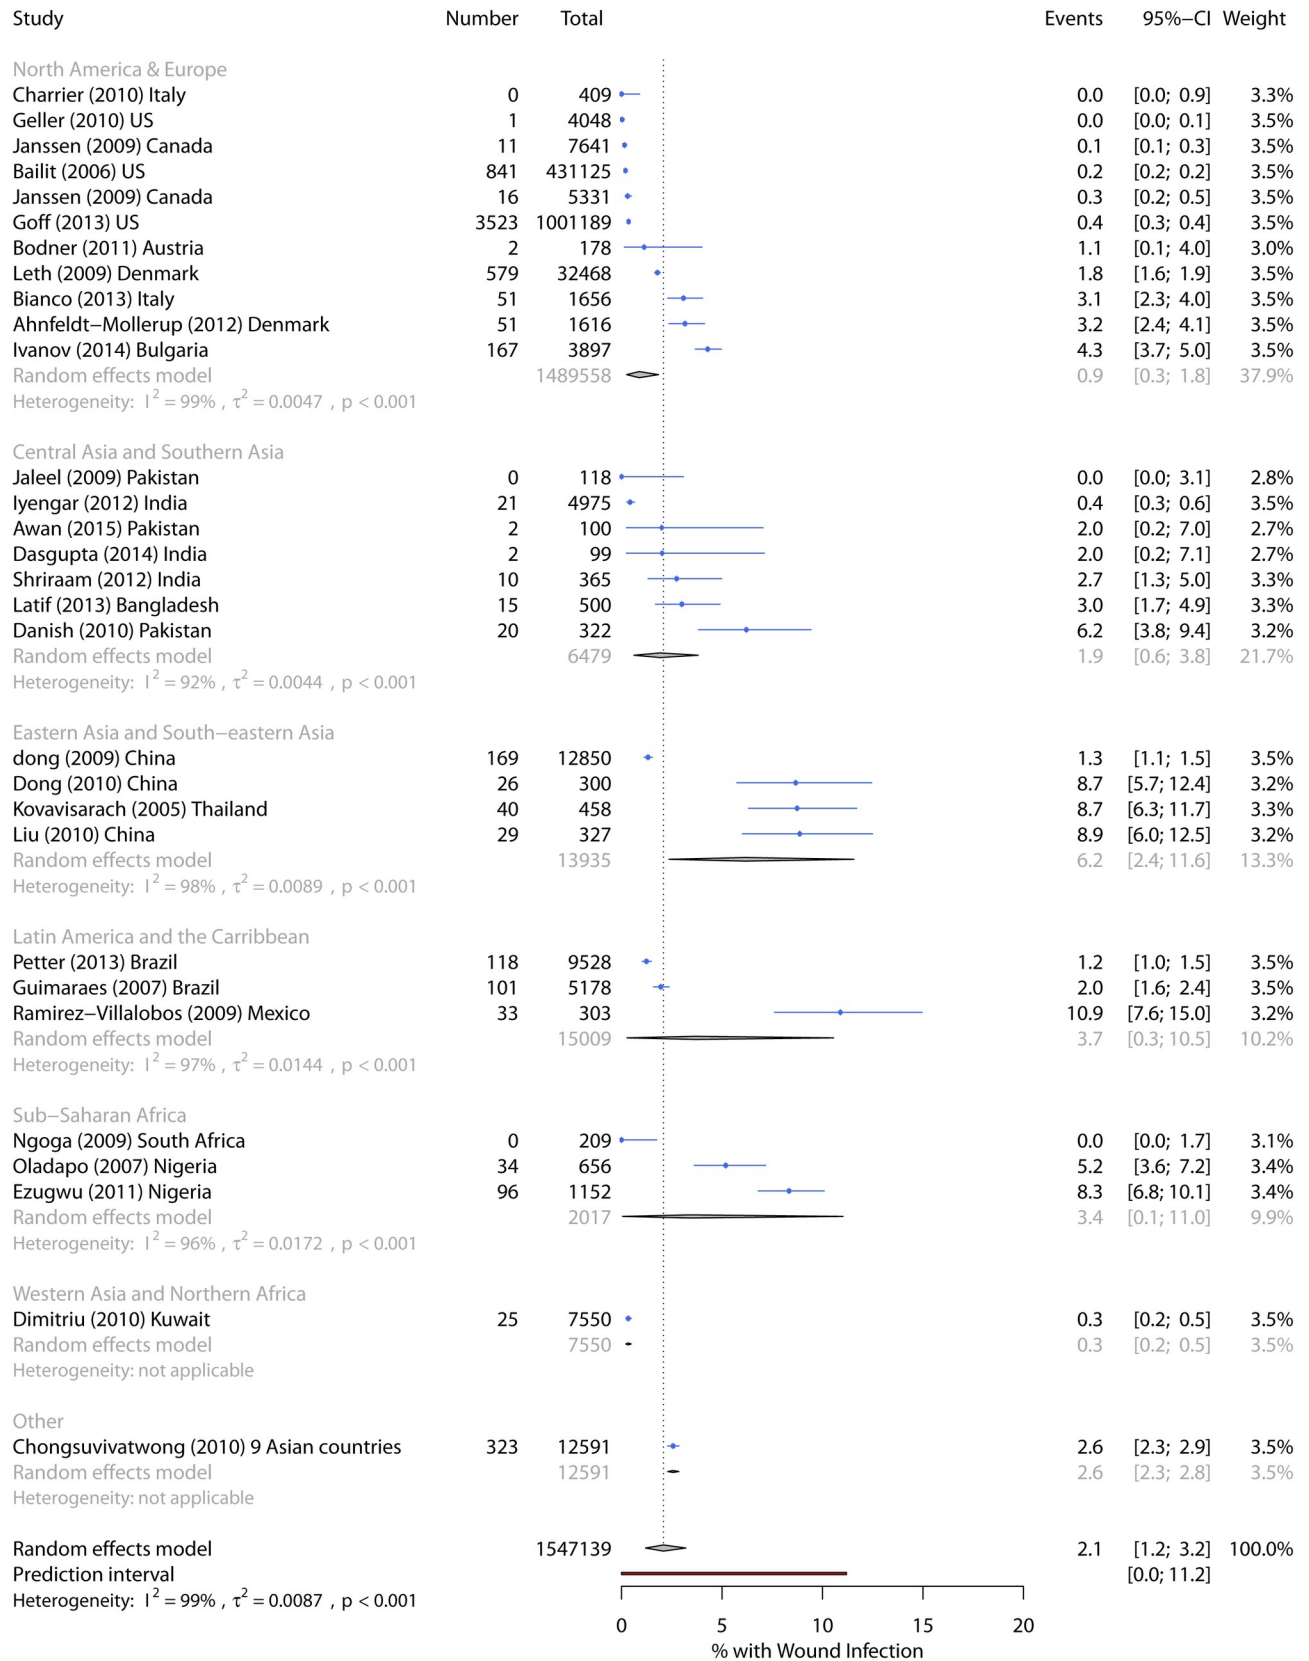 Study Number Total Events 95%−CI Weight
North America & Europe
Charrier (2010) Italy 0 409 0.0 [0.0; 0.9] 3.3%
Geller (2010) US 1 4048 0.0 [0.0; 0.1] 3.5%
Janssen (2009) Canada 11 7641 0.1 [0.1; 0.3] 3.5%
Bailit (2006) US 841 431125 0.2 [0.2; 0.2] 3.5%
Janssen (2009) Canada 16 5331 0.3 [0.2; 0.5] 3.5%
Goff (2013) US 3523 1001189 0.4 [0.3; 0.4] 3.5%
Bodner (2011) Austria 2 178 1.1 [0.1; 4.0] 3.0%
Leth (2009) Denmark 579 32468 1.8 [1.6; 1.9] 3.5%
Bianco (2013) Italy 51 1656 3.1 [2.3; 4.0] 3.5%
Ahnfeldt−Mollerup (2012) Denmark 51 1616 3.2 [2.4; 4.1] 3.5%
Ivanov (2014) Bulgaria 167 3897 4.3 [3.7; 5.0] 3.5%
Random effects model 1489558 0.9 [0.3; 1.8] 37.9%
Heterogeneity: I² = 99% , τ² = 0.0047 , p < 0.001
Central Asia and Southern Asia
Jaleel (2009) Pakistan 0 118 0.0 [0.0; 3.1] 2.8%
Iyengar (2012) India 21 4975 0.4 [0.3; 0.6] 3.5%
Awan (2015) Pakistan 2 100 2.0 [0.2; 7.0] 2.7%
Dasgupta (2014) India 2 99 2.0 [0.2; 7.1] 2.7%
Shriraam (2012) India 10 365 2.7 [1.3; 5.0] 3.3%
Latif (2013) Bangladesh 15 500 3.0 [1.7; 4.9] 3.3%
Danish (2010) Pakistan 20 322 6.2 [3.8; 9.4] 3.2%
Random effects model 6479 1.9 [0.6; 3.8] 21.7%
Heterogeneity: I² = 92% , τ² = 0.0044 , p < 0.001
Eastern Asia and South−eastern Asia
dong (2009) China 169 12850 1.3 [1.1; 1.5] 3.5%
Dong (2010) China 26 300 8.7 [5.7; 12.4] 3.2%
Kovavisarach (2005) Thailand 40 458 8.7 [6.3; 11.7] 3.3%
Liu (2010) China 29 327 8.9 [6.0; 12.5] 3.2%
Random effects model 13935 6.2 [2.4; 11.6] 13.3%
Heterogeneity: I² = 98% , τ² = 0.0089 , p < 0.001
Latin America and the Carribbean
Petter (2013) Brazil 118 9528 1.2 [1.0; 1.5] 3.5%
Guimaraes (2007) Brazil 101 5178 2.0 [1.6; 2.4] 3.5%
Ramirez−Villalobos (2009) Mexico 33 303 10.9 [7.6; 15.0] 3.2%
Random effects model 15009 3.7 [0.3; 10.5] 10.2%
Heterogeneity: I² = 97% , τ² = 0.0144 , p < 0.001
Sub−Saharan Africa
Ngoga (2009) South Africa 0 209 0.0 [0.0; 1.7] 3.1%
Oladapo (2007) Nigeria 34 656 5.2 [3.6; 7.2] 3.4%
Ezugwu (2011) Nigeria 96 1152 8.3 [6.8; 10.1] 3.4%
Random effects model 2017 3.4 [0.1; 11.0] 9.9%
Heterogeneity: I² = 96% , τ² = 0.0172 , p < 0.001
Western Asia and Northern Africa
Dimitriu (2010) Kuwait 25 7550 0.3 [0.2; 0.5] 3.5%
Random effects model 7550 0.3 [0.2; 0.5] 3.5%
Heterogeneity: not applicable
Other
Chongsuvivatwong (2010) 9 Asian countries 323 12591 2.6 [2.3; 2.9] 3.5%
Random effects model 12591 2.6 [2.3; 2.8] 3.5%
Heterogeneity: not applicable
Random effects model 1547139 2.1 [1.2; 3.2] 100.0%
Prediction interval [0.0; 11.2]
Heterogeneity: I² = 99% , τ² = 0.0087 , p < 0.001
0 5 10 15 20
% with Wound Infection